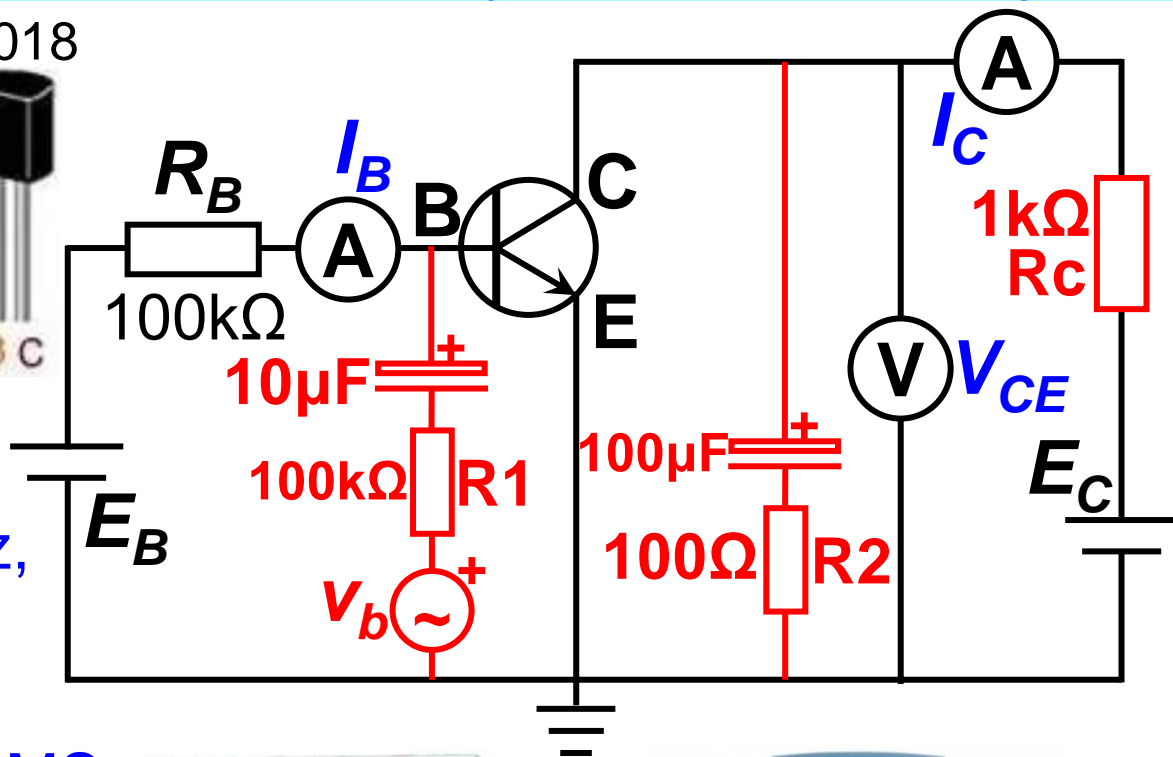 018
C
R_B
100kΩ
I_B
A
B
C
E
E_B
z,
10µF
+
100kΩ
R1
v_b
+
~
100µF
+
100Ω
R2
V
V_CE
A
I_C
1kΩ
Rc
E_C